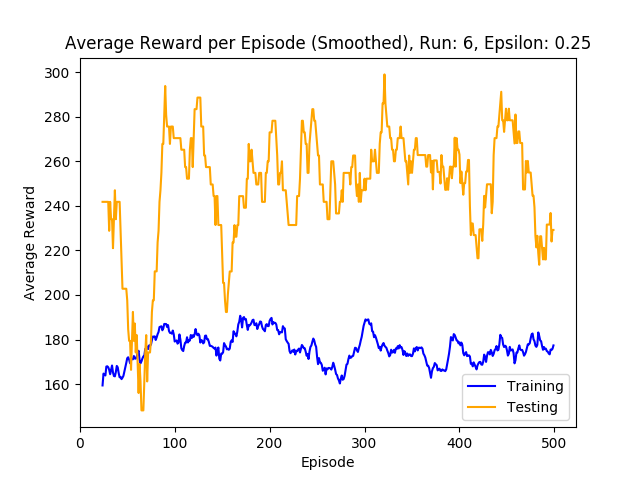 Average Reward per Episode (Smoothed), Run: 6, Epsilon: 0.25
300
280
260
240
220
200
180
160
Average Reward
0 100 200 300 400 500
Episode
Training
Testing